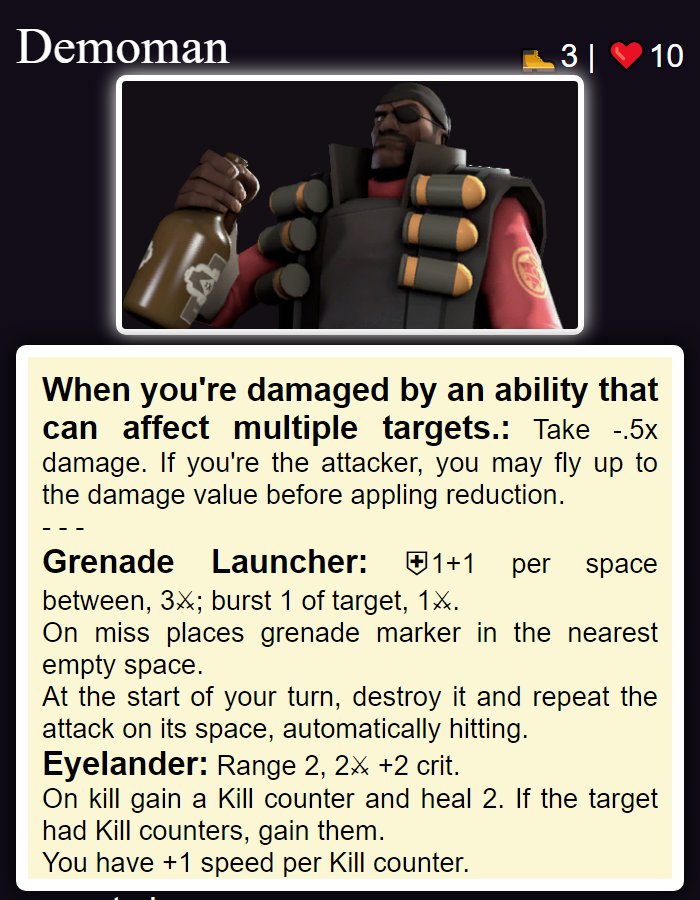 Demoman
3 | 10
When you're damaged by an ability that
can affect multiple targets.: Take -.5x
damage. If you're the attacker, you may fly up to
the damage value before appling reduction.
- - -
Grenade Launcher: 1+1 per space
between, 3⚔; burst 1 of target, 1⚔.
On miss places grenade marker in the nearest
empty space.
At the start of your turn, destroy it and repeat the
attack on its space, automatically hitting.
Eyelander: Range 2, 2⚔ +2 crit.
On kill gain a Kill counter and heal 2. If the target
had Kill counters, gain them.
You have +1 speed per Kill counter.